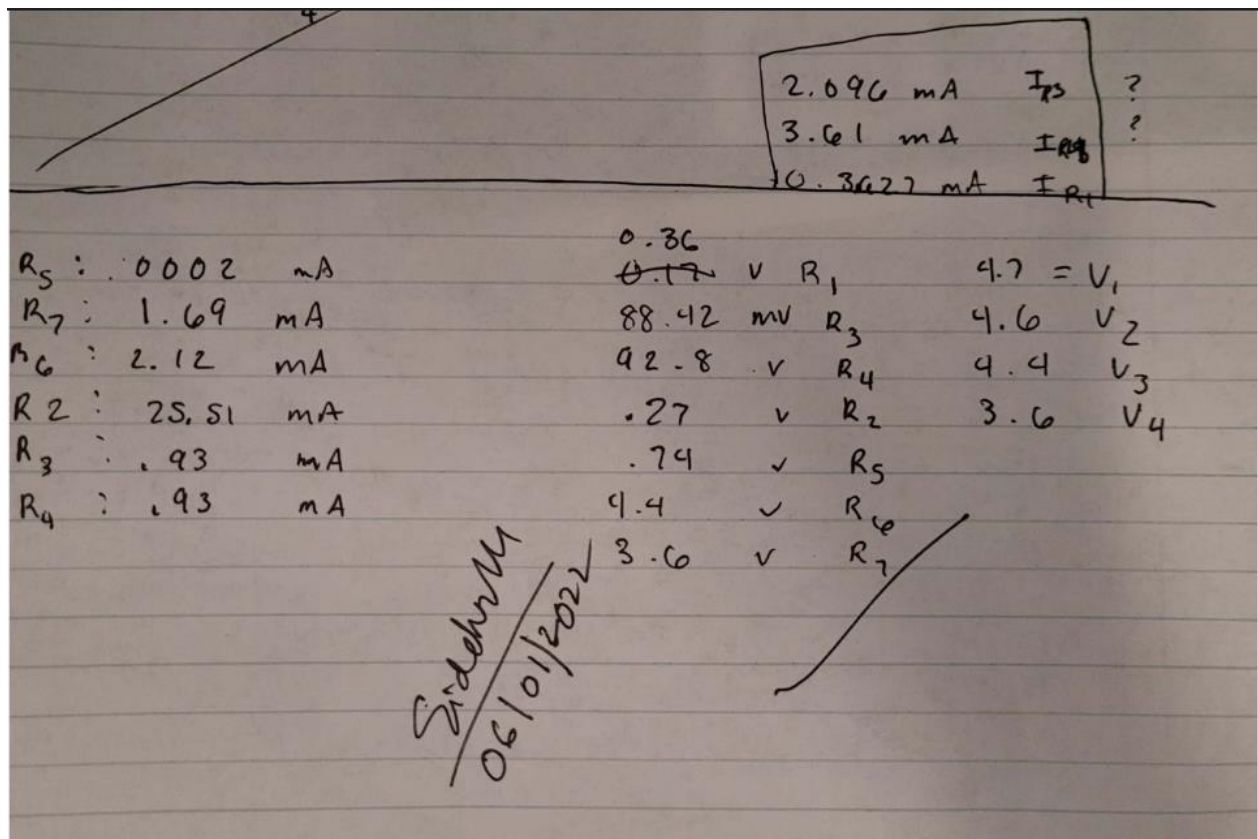 4
2.096 mA I ?
3.61 mA I ?
0.3627 mA I R1
R5 : .0002 mA
R7 : 1.69 mA
R6 : 2.12 mA
R2 : 25.51 mA
R3 : .93 mA
R4 : .93 mA
0.36
0.17 v R1
88.42 mv R3
92.8 v R4
.27 v R2
.74 v R5
4.4 v R6
3.6 v R7
4.7 = V1
4.6 V2
4.4 V3
3.6 V4
06/01/2022